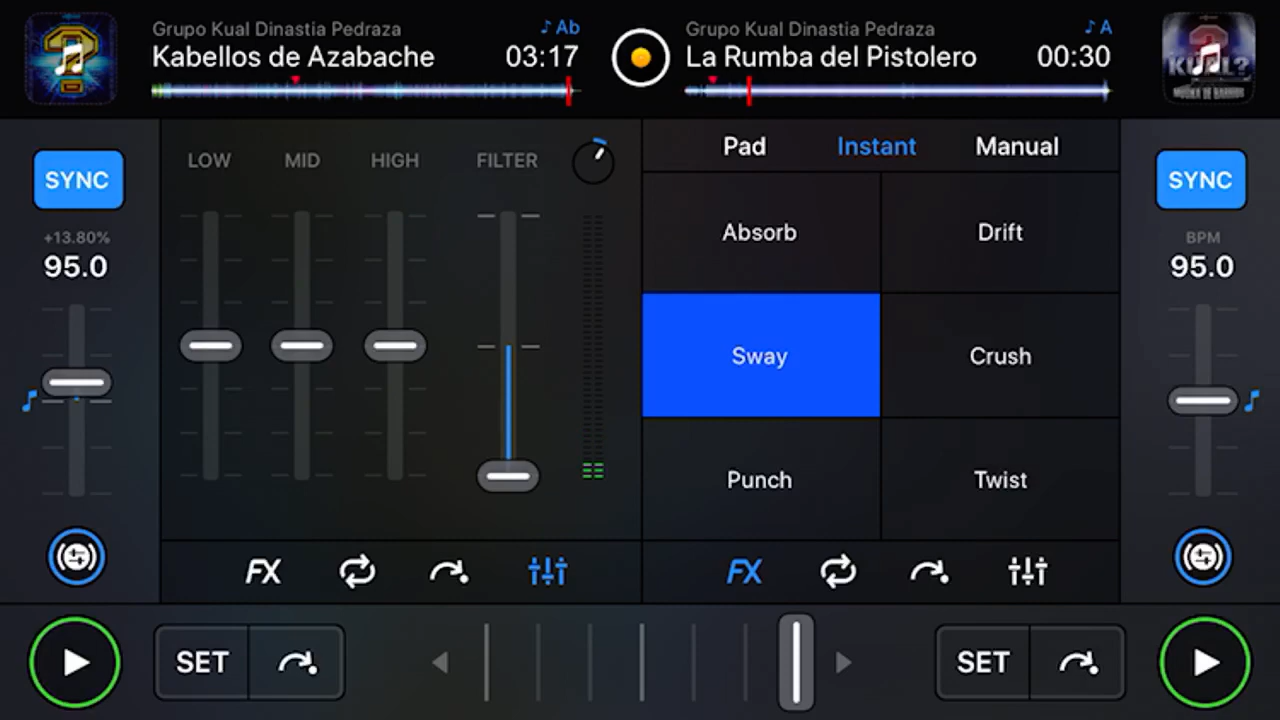 Grupo Kual Dinastia Pedraza
♪ Ab
Kabellos de Azabache
03:17
Grupo Kual Dinastia Pedraza
♪ A
La Rumba del Pistolero
00:30
KUAL?
SYNC
+13.80%
95.0
LOW
MID
HIGH
FILTER
Pad
Instant
Manual
Absorb
Drift
Sway
Crush
Punch
Twist
SYNC
BPM
95.0
FX
FX
SET
SET